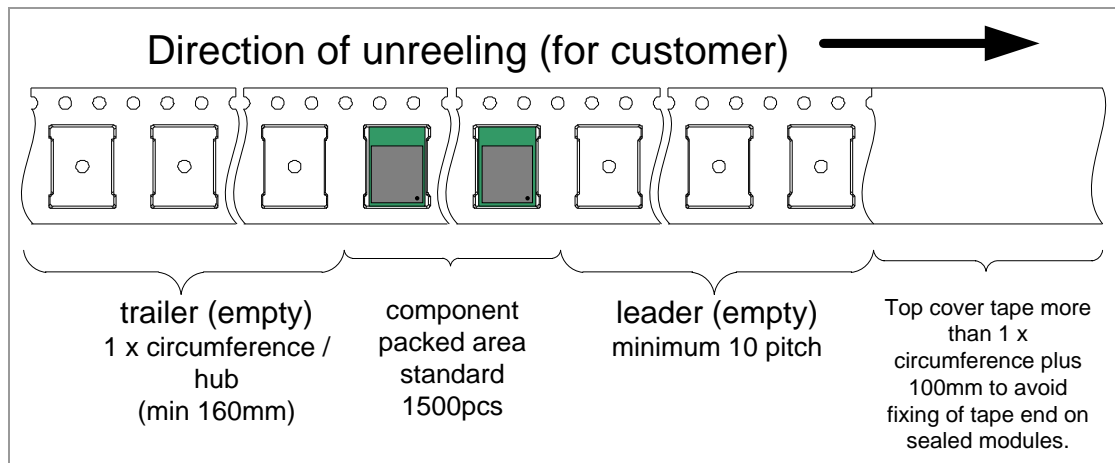 Direction of unreeling (for customer)
trailer (empty)
1 x circumference /
hub
(min 160mm)
component
packed area
standard
1500pcs
leader (empty)
minimum 10 pitch
Top cover tape more
than 1 x
circumference plus
100mm to avoid
fixing of tape end on
sealed modules.